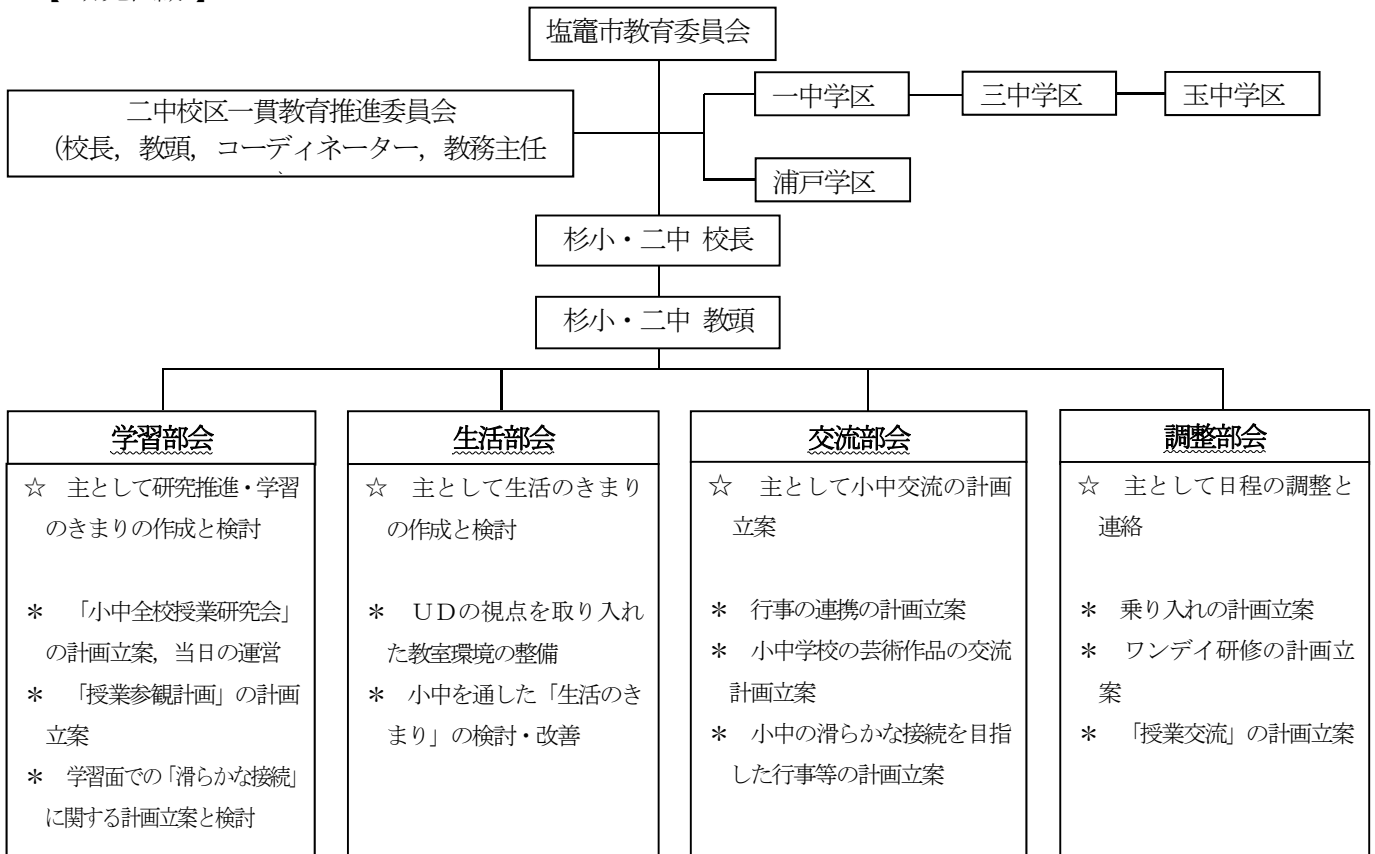 塩竈市教育委員会
一中学区
三中学区
玉中学区
二中校区一貫教育推進委員会
(校長，教頭，コーディネーター，教務主任
浦戸学区
杉小・二中 校長
杉小・二中 教頭
学習部会
☆ 主として研究推進・学習
のきまりの作成と検討
＊ 「小中全校授業研究会」
の計画立案，当日の運営
＊ 「授業参観計画」の計画
立案
＊ 学習面での「滑らかな接続」
に関する計画立案と検討
生活部会
☆ 主として生活のきまり
の作成と検討
＊ ＵＤの視点を取り入れ
た教室環境の整備
＊ 小中を通した「生活のき
まり」の検討・改善
交流部会
☆ 主として小中交流の計画
立案
＊ 行事の連携の計画立案
＊ 小中学校の芸術作品の交流
計画立案
＊ 小中の滑らかな接続を目指
した行事等の計画立案
調整部会
☆ 主として日程の調整と
連絡
＊ 乗り入れの計画立案
＊ ワンデイ研修の計画立
案
＊ 「授業交流」の計画立案